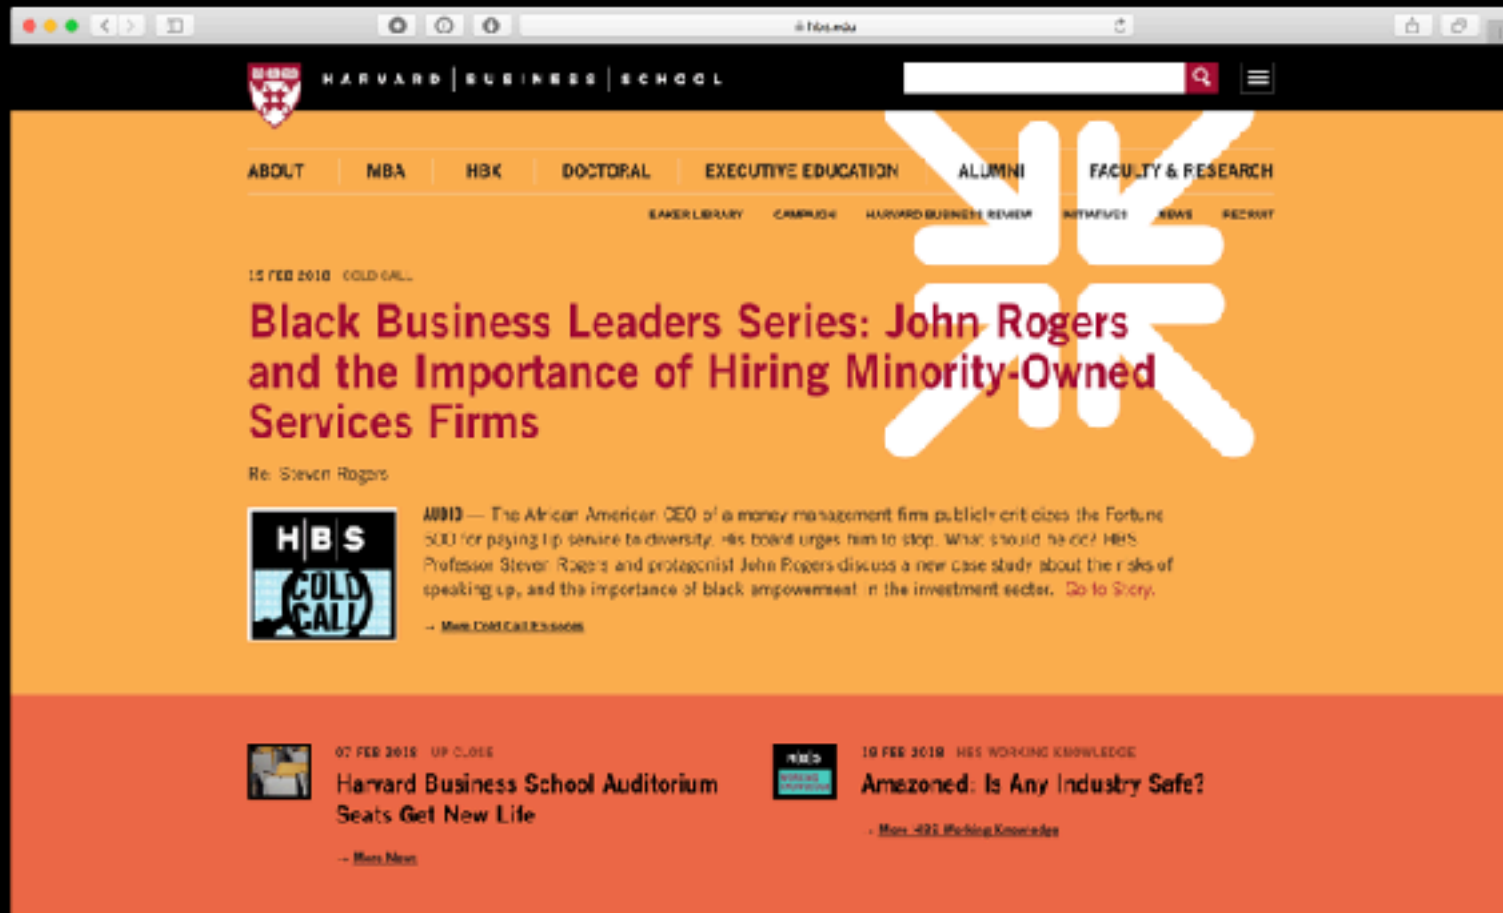 hbs.edu
HARVARD | BUSINESS | SCHOOL
ABOUT MBA HBX DOCTORAL EXECUTIVE EDUCATION ALUMNI FACULTY & RESEARCH
BAKER LIBRARY CAMPAIGN HARVARD BUSINESS REVIEW INITIATIVES NEWS RECRUIT
15 FEB 2018 COLD CALL
Black Business Leaders Series: John Rogers
and the Importance of Hiring Minority-Owned
Services Firms
Re: Steven Rogers
AUDIO — The African American CEO of a money management firm publicly criticizes the Fortune
500 for paying lip service to diversity. His board urges him to stop. What should he do? HBS
Professor Steven Rogers and protagonist John Rogers discuss a new case study about the risks of
speaking up, and the importance of black empowerment in the investment sector. Go to Story.
→ More Cold Call Episodes
H|B|S
COLD
CALL
07 FEB 2018 UP CLOSE
Harvard Business School Auditorium
Seats Get New Life
→ More News
H|B|S
WORKING
KNOWLEDGE
HBS WORKING KNOWLEDGE
Amazoned: Is Any Industry Safe?
→ More HBS Working Knowledge